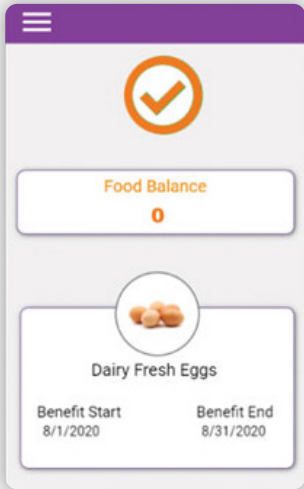 Food Balance
0
Dairy Fresh Eggs
Benefit Start Benefit End
8/1/2020 8/31/2020